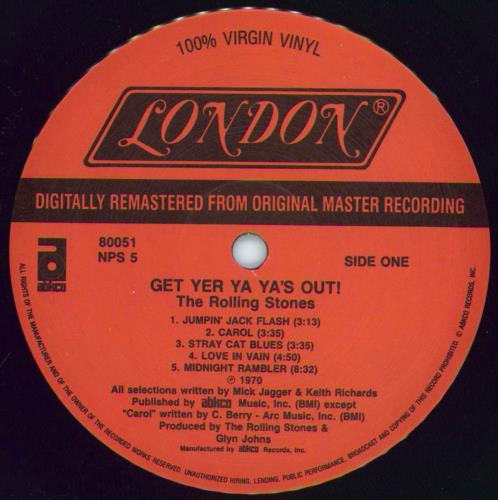 100% VIRGIN VINYL
LONDON®
DIGITALLY REMASTERED FROM ORIGINAL MASTER RECORDING
80051
NPS 5
SIDE ONE
abkco
GET YER YA YA'S OUT!
The Rolling Stones
1. JUMPIN' JACK FLASH (3:13)
2. CAROL (3:35)
3. STRAY CAT BLUES (3:35)
4. LOVE IN VAIN (4:50)
5. MIDNIGHT RAMBLER (8:32)
℗ 1970
All selections written by Mick Jagger & Keith Richards
Published by abkco Music, Inc. (BMI) except
"Carol" written by C. Berry - Arc Music, Inc. (BMI)
Produced by The Rolling Stones &
Glyn Johns
Manufactured by abkco Records, Inc.
ALL RIGHTS OF THE MANUFACTURER AND OF THE OWNER OF THE RECORDED WORKS RESERVED. UNAUTHORIZED HIRING, LENDING, PUBLIC PERFORMANCE, BROADCAST AND COPYING OF THIS RECORD PROHIBITED. © ABKCO RECORDS, INC.